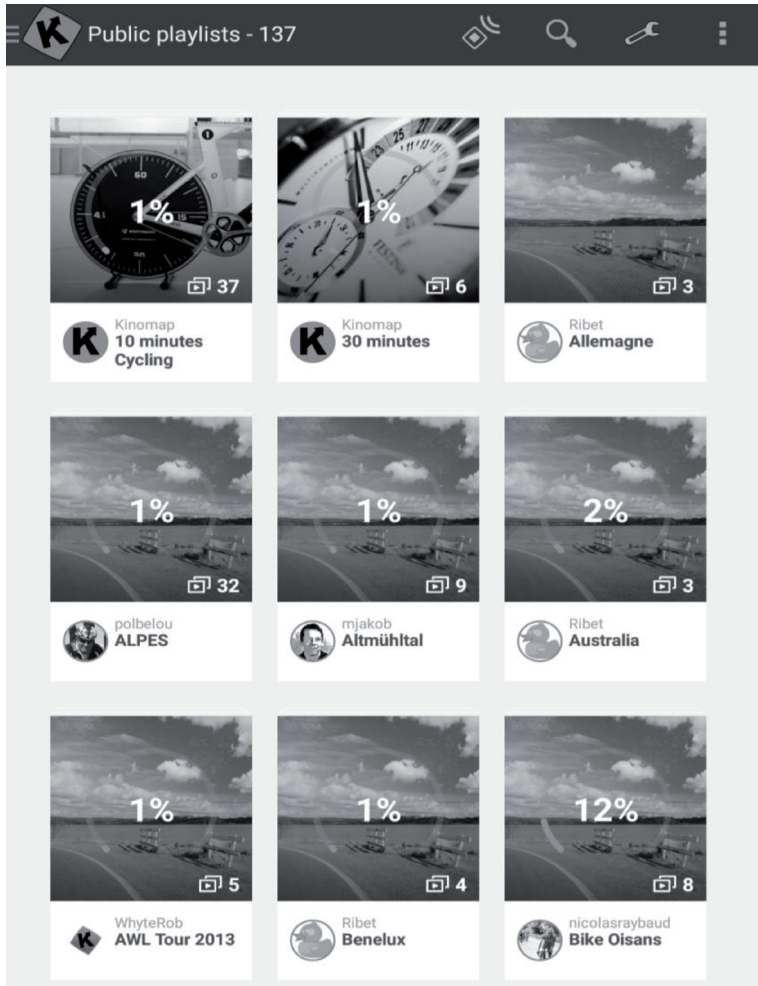 K Public playlists - 137
1%
37
Kinomap
10 minutes
Cycling
1%
6
Kinomap
30 minutes
3
Ribet
Allemagne
1%
32
polbelou
ALPES
1%
9
mjakob
Altmühltal
2%
3
Ribet
Australia
1%
5
WhyteRob
AWL Tour 2013
1%
4
Ribet
Benelux
12%
8
nicolasraybaud
Bike Oisans